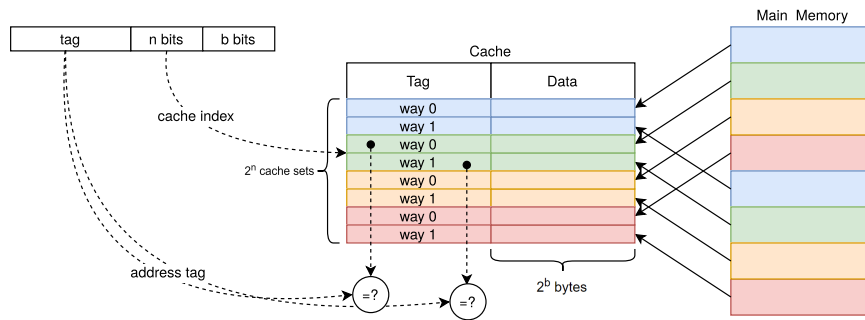 Main Memory
tag n bits b bits
Cache
Tag Data
way 0
way 1
cache index
way 0
way 1
2ⁿ cache sets
way 0
way 1
way 0
way 1
address tag
2ᵇ bytes
=?
=?